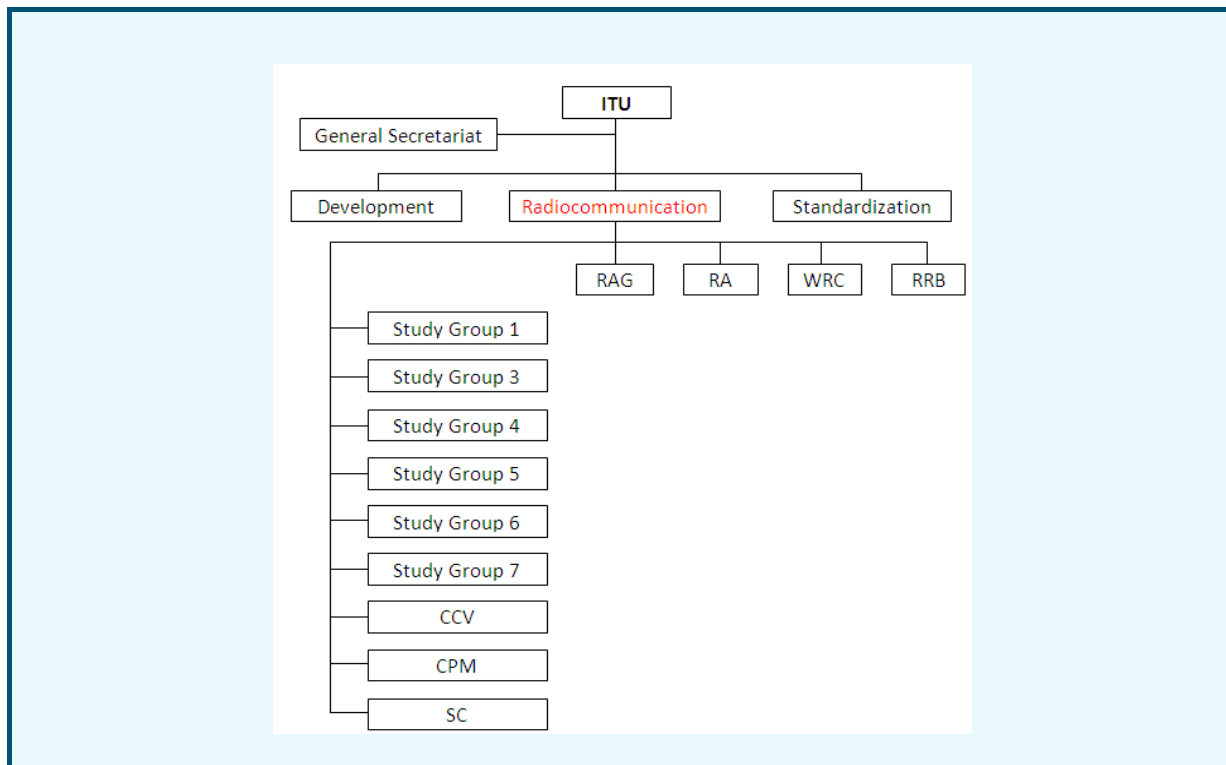 ITU
General Secretariat
Development
Radiocommunication
Standardization
RAG
RA
WRC
RRB
Study Group 1
Study Group 3
Study Group 4
Study Group 5
Study Group 6
Study Group 7
CCV
CPM
SC